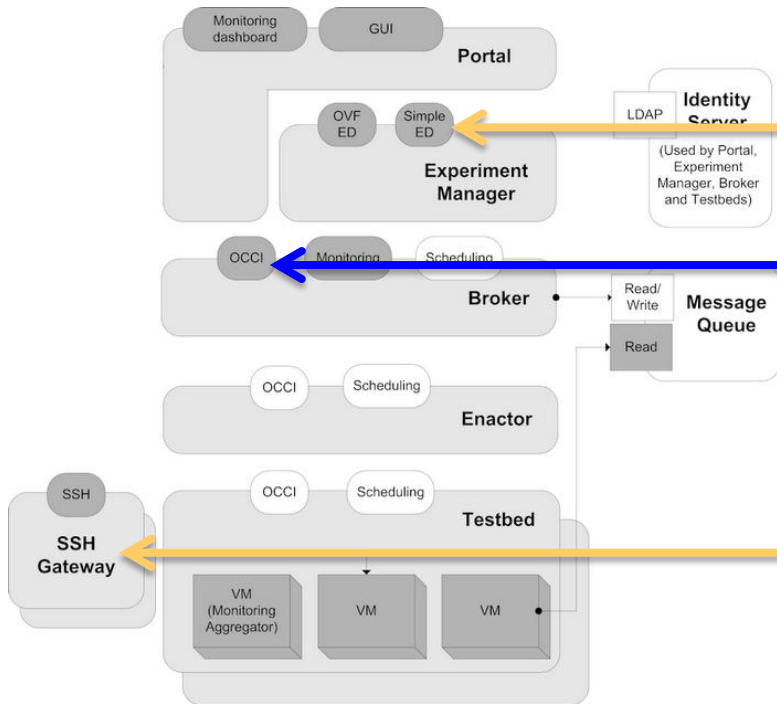 Monitoring
dashboard
GUI
Portal
OVF
ED
Simple
ED
Experiment
Manager
LDAP
Identity
Server
(Used by Portal,
Experiment
Manager, Broker
and Testbeds)
OCCI
Monitoring
Scheduling
Broker
Read/
Write
Message
Queue
Read
OCCI
Scheduling
Enactor
SSH
SSH
Gateway
OCCI
Scheduling
Testbed
VM
(Monitoring
Aggregator)
VM
VM